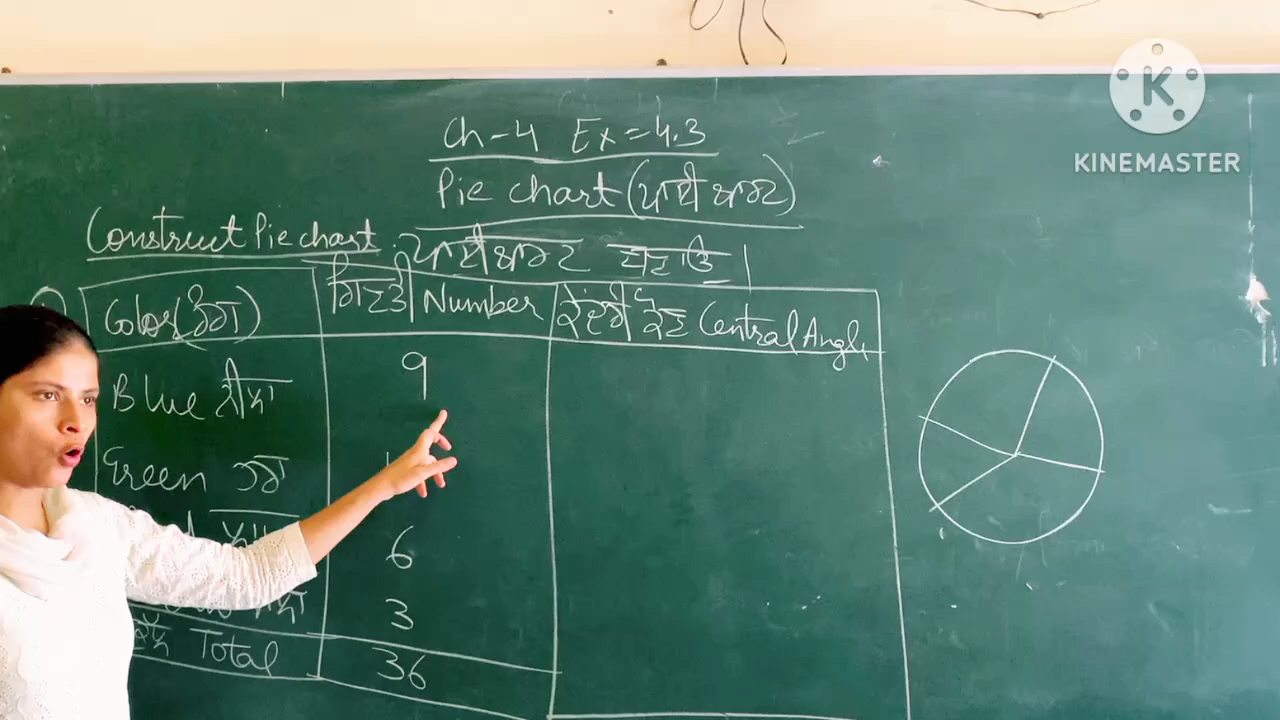 Ch-4 Ex=4.3
Pie chart (ਪਾਈ ਚਾਰਟ)
Construct Pie chart. ਪਾਈ ਚਾਰਟ ਬਣਾਓ।
Color (ਰੰਗ) ਗਿਣਤੀ Number ਕੇਂਦਰੀ ਕੋਣ Central Angle
Blue ਨੀਲਾ 9
Green ਹਰਾ
6
3
Total 36
KINEMASTER